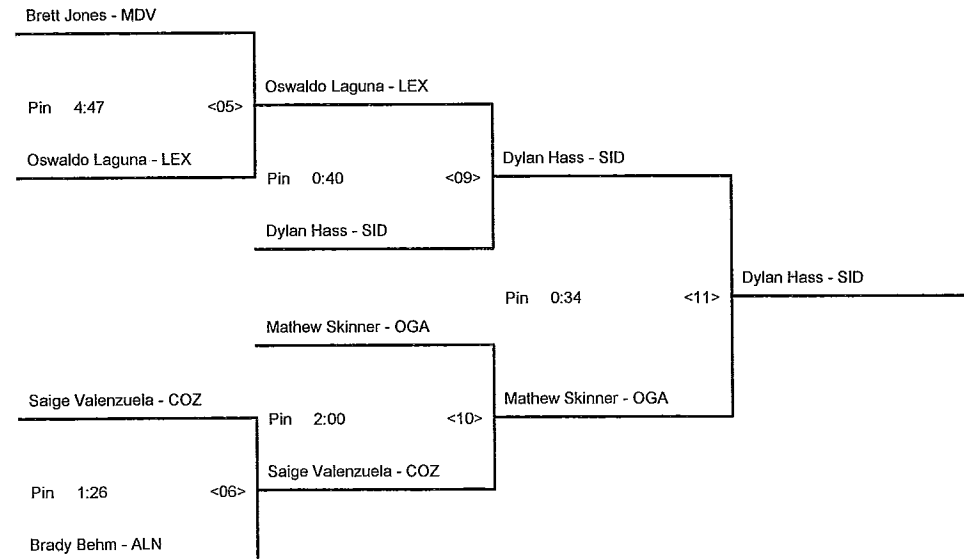 Brett Jones - MDV
Pin 4:47 <05>
Oswaldo Laguna - LEX
Oswaldo Laguna - LEX
Pin 0:40 <09>
Dylan Hass - SID
Dylan Hass - SID
Pin 0:34 <11>
Dylan Hass - SID
Mathew Skinner - OGA
Pin 2:00 <10>
Mathew Skinner - OGA
Saige Valenzuela - COZ
Saige Valenzuela - COZ
Pin 1:26 <06>
Brady Behm - ALN